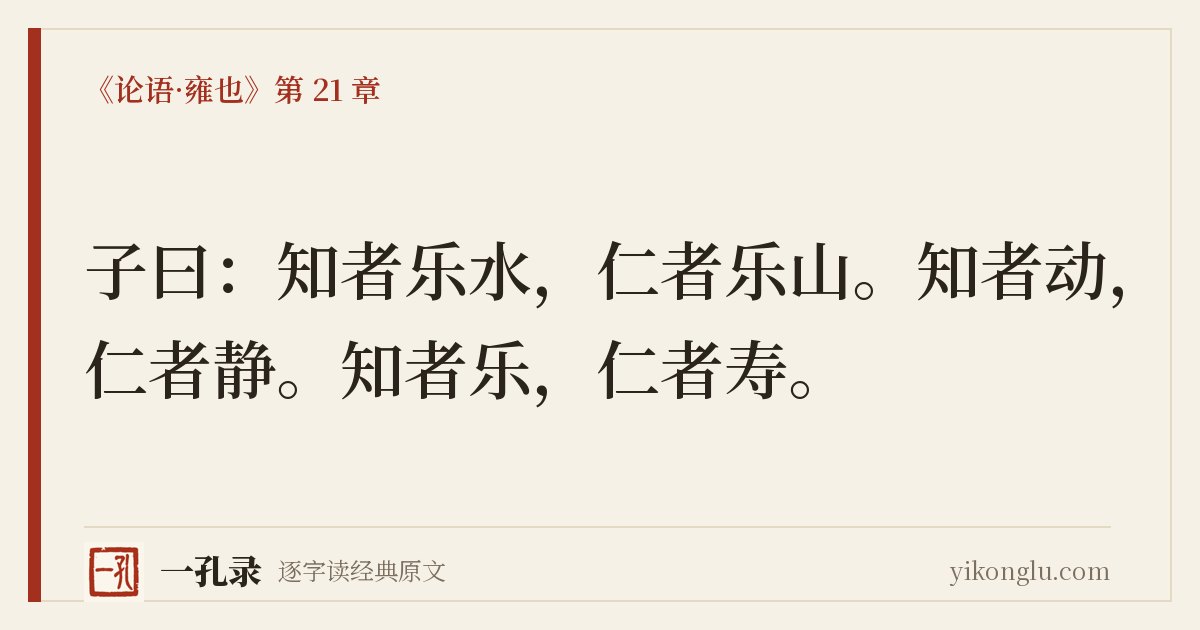 《论语·雍也》第 21 章
子曰：知者乐水，仁者乐山。知者动，
仁者静。知者乐，仁者寿。
一孔
一孔录 逐字读经典原文
yikonglu.com